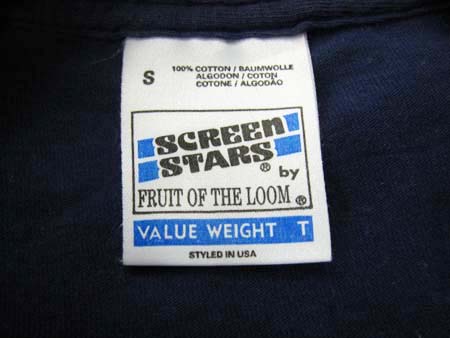 S
100% COTTON / BAUMWOLLE
ALGODON / COTON
COTONE / ALGODÃO
SCREEN
STARS ®
by
FRUIT OF THE LOOM ®
VALUE WEIGHT T
STYLED IN USA